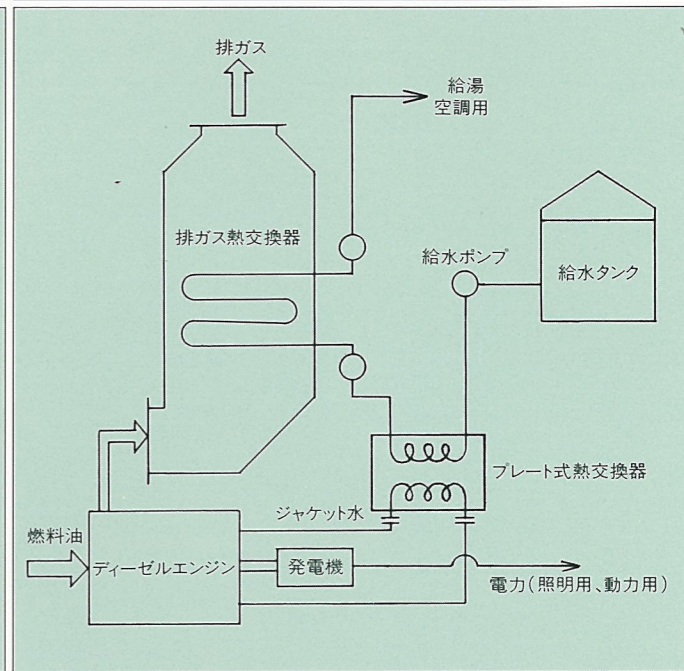 排ガス
給湯
空調用
排ガス熱交換器
給水ポンプ
給水タンク
プレート式熱交換器
ジャケット水
燃料油
ディーゼルエンジン
発電機
電力(照明用、動力用)